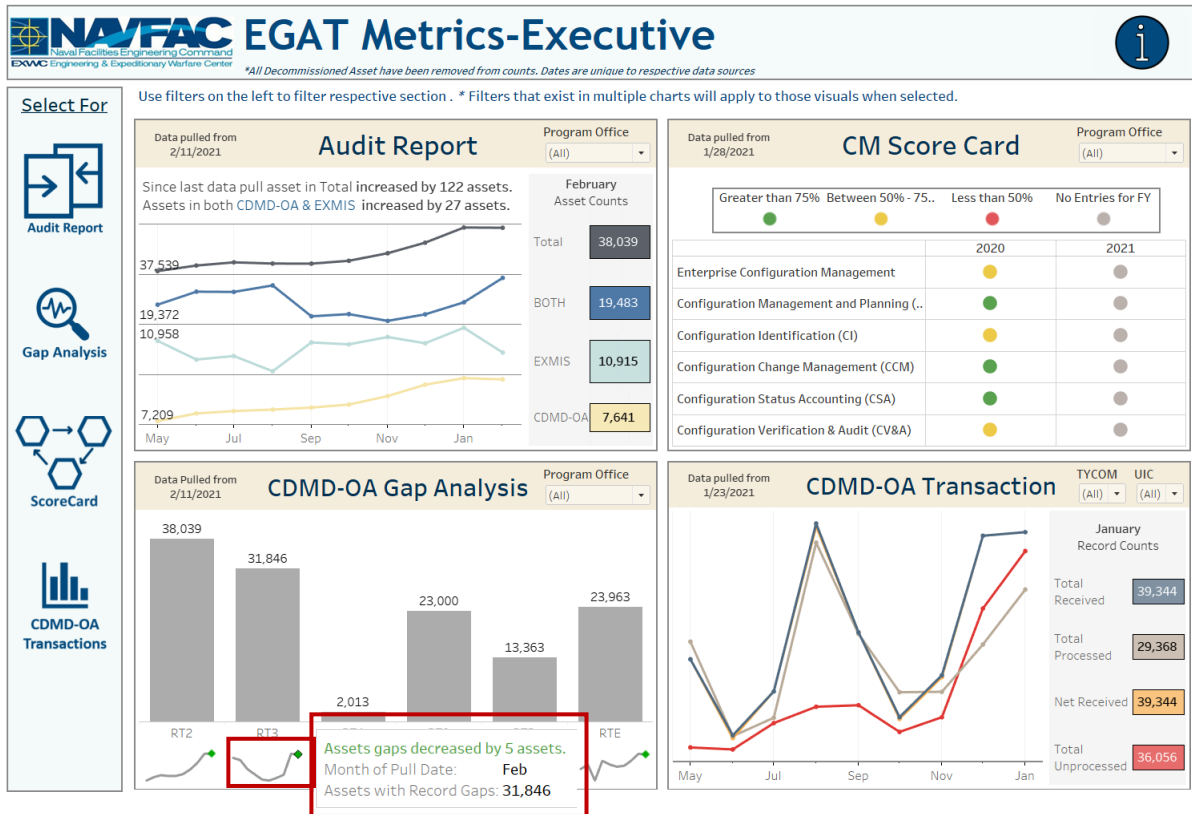 NAVFAC
Naval Facilities Engineering Command
EXWC Engineering & Expeditionary Warfare Center
EGAT Metrics-Executive
*All Decommissioned Asset have been removed from counts. Dates are unique to respective data sources
i
Select For
Audit Report
Gap Analysis
ScoreCard
CDMD-OA
Transactions
Use filters on the left to filter respective section . * Filters that exist in multiple charts will apply to those visuals when selected.
Data pulled from
2/11/2021
Audit Report
Program Office
(All)
Since last data pull asset in Total increased by 122 assets.
Assets in both CDMD-OA & EXMIS increased by 27 assets.
February
Asset Counts
37,539
Total 38,039
19,372
BOTH 19,483
10,958
EXMIS 10,915
7,209
CDMD-OA 7,641
May Jul Sep Nov Jan
Data pulled from
1/28/2021
CM Score Card
Program Office
(All)
Greater than 75% Between 50% - 75.. Less than 50% No Entries for FY
2020 2021
Enterprise Configuration Management
Configuration Management and Planning (..
Configuration Identification (CI)
Configuration Change Management (CCM)
Configuration Status Accounting (CSA)
Configuration Verification & Audit (CV&A)
Data Pulled from
2/11/2021
CDMD-OA Gap Analysis
Program Office
(All)
38,039
31,846
2,013
23,000
13,363
23,963
RT2 RT3 RTE
Assets gaps decreased by 5 assets.
Month of Pull Date: Feb
Assets with Record Gaps: 31,846
Data pulled from
1/23/2021
CDMD-OA Transaction
TYCOM UIC
(All) (All)
January
Record Counts
Total
Received
39,344
Total
Processed
29,368
Net Received 39,344
Total
Unprocessed
36,056
May Jul Sep Nov Jan